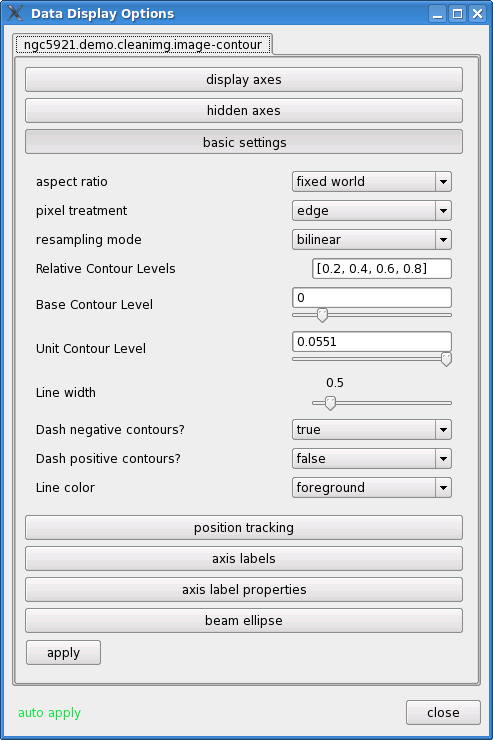 Data Display Options
ngc5921.demo.cleanimg.image-contour
display axes
hidden axes
basic settings
aspect ratio fixed world
pixel treatment edge
resampling mode bilinear
Relative Contour Levels [0.2, 0.4, 0.6, 0.8]
Base Contour Level 0
Unit Contour Level 0.0551
Line width 0.5
Dash negative contours? true
Dash positive contours? false
Line color foreground
position tracking
axis labels
axis label properties
beam ellipse
apply
auto apply close